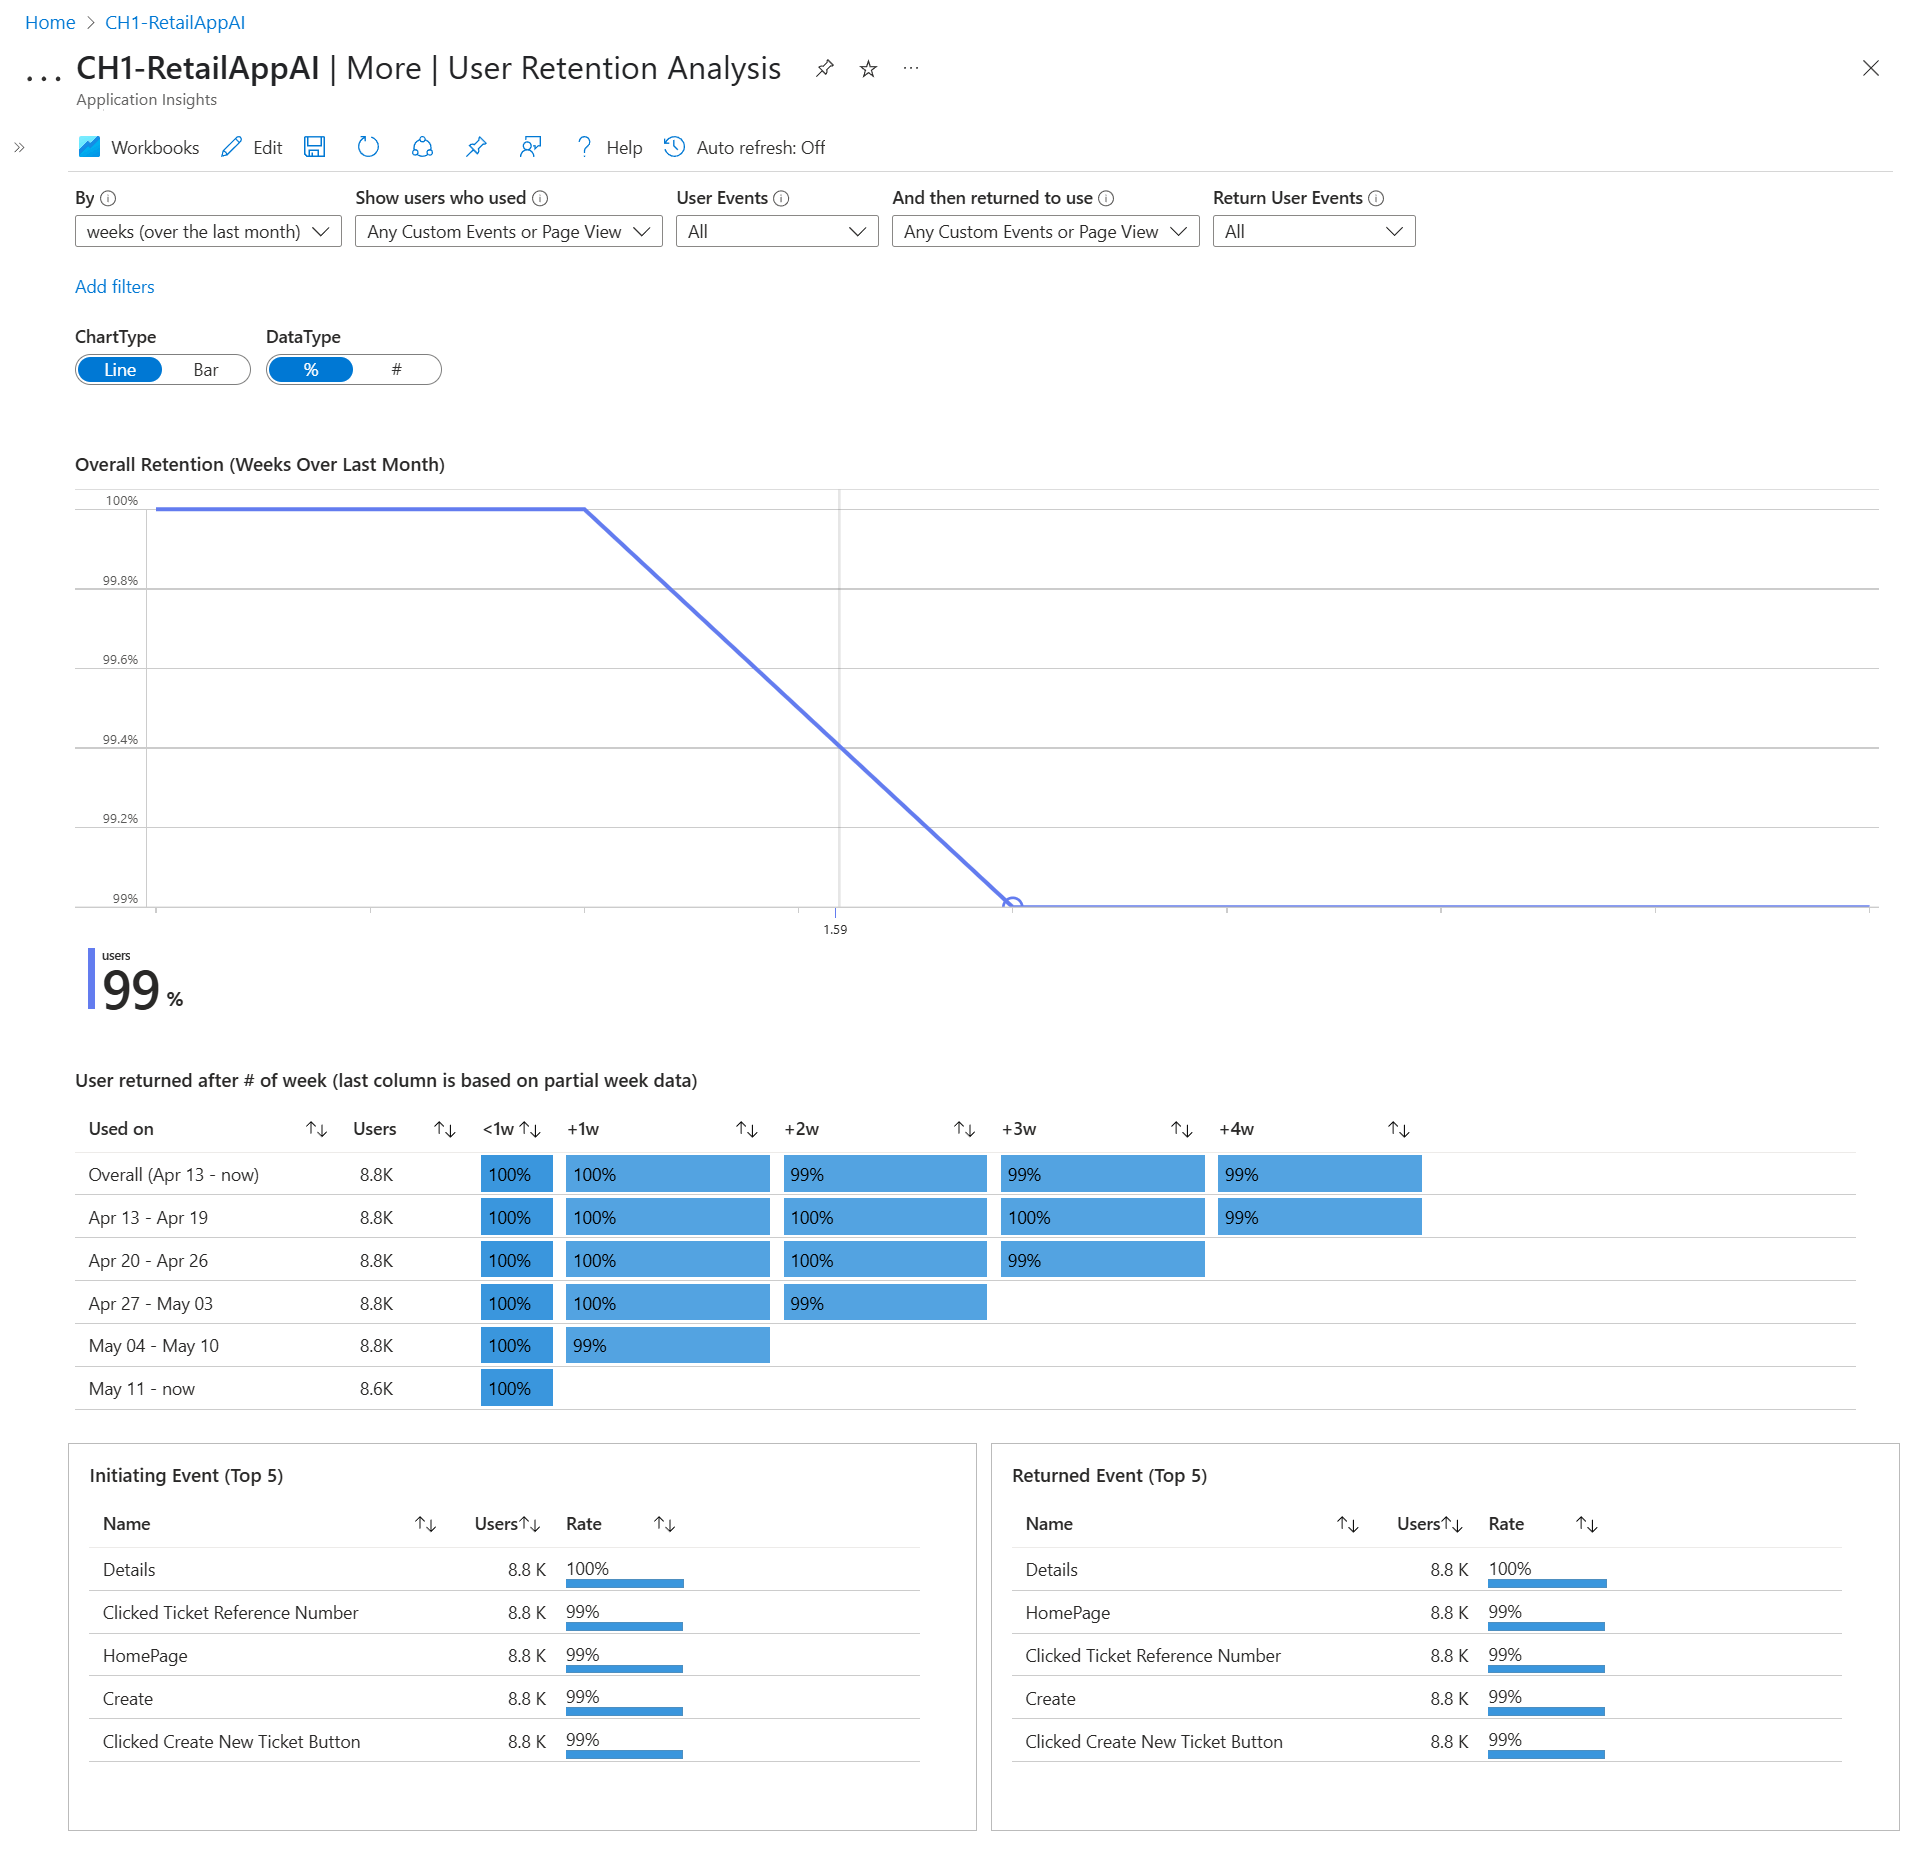 Home > CH1-RetailAppAI
... CH1-RetailAppAI | More | User Retention Analysis ...
Application Insights
» Workbooks Edit Help Auto refresh: Off
By Show users who used User Events And then returned to use Return User Events
weeks (over the last month) Any Custom Events or Page View All Any Custom Events or Page View All
Add filters
ChartType DataType
Line Bar % #
Overall Retention (Weeks Over Last Month)
100%
99.8%
99.6%
99.4%
99.2%
99%
1.59
users
99 %
User returned after # of week (last column is based on partial week data)
Used on Users <1w +1w +2w +3w +4w
Overall (Apr 13 - now) 8.8K 100% 100% 99% 99% 99%
Apr 13 - Apr 19 8.8K 100% 100% 100% 100% 99%
Apr 20 - Apr 26 8.8K 100% 100% 100% 99%
Apr 27 - May 03 8.8K 100% 100% 99%
May 04 - May 10 8.8K 100% 99%
May 11 - now 8.6K 100%
Initiating Event (Top 5)
Name Users Rate
Details 8.8 K 100%
Clicked Ticket Reference Number 8.8 K 99%
HomePage 8.8 K 99%
Create 8.8 K 99%
Clicked Create New Ticket Button 8.8 K 99%
Returned Event (Top 5)
Name Users Rate
Details 8.8 K 100%
HomePage 8.8 K 99%
Clicked Ticket Reference Number 8.8 K 99%
Create 8.8 K 99%
Clicked Create New Ticket Button 8.8 K 99%